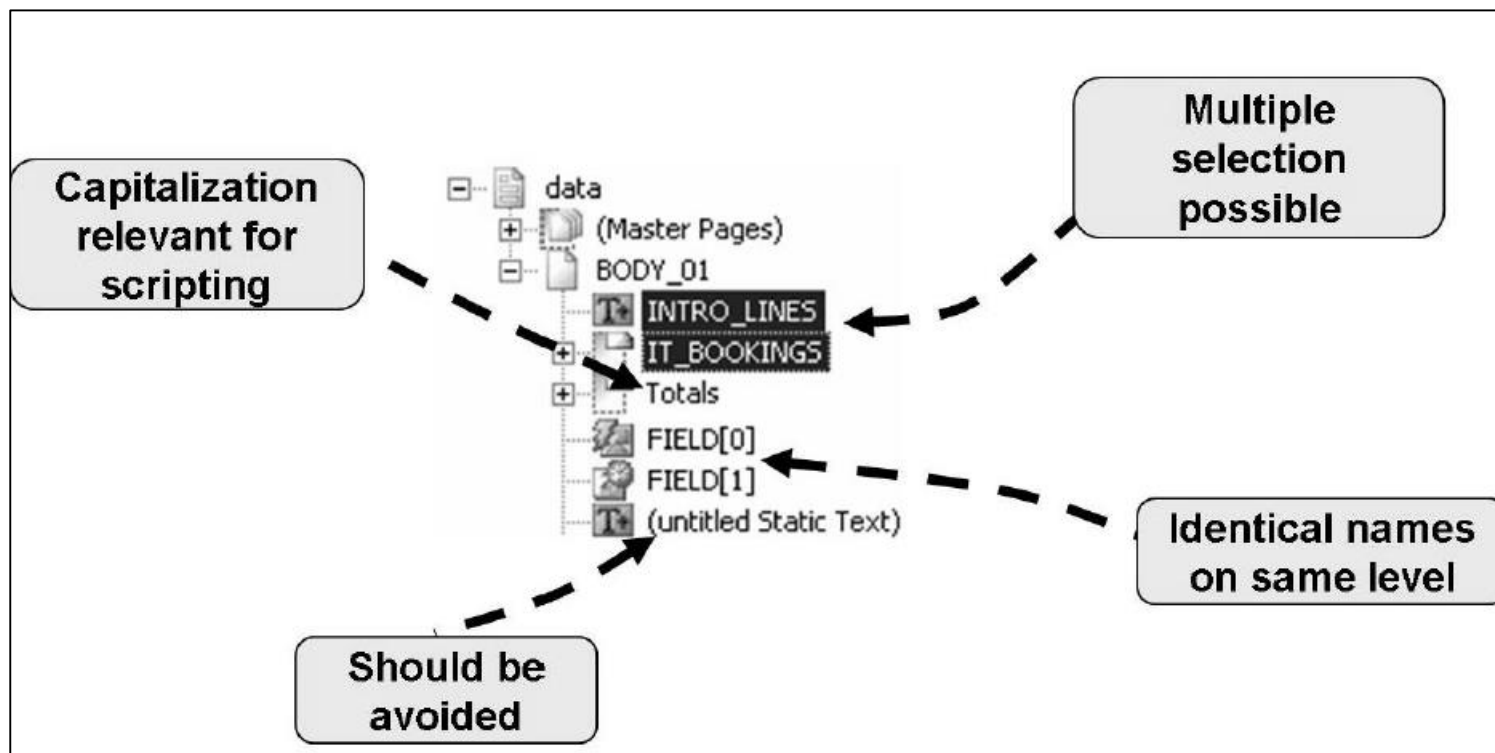 Multiple
selection
possible
Capitalization
relevant for
scripting
data
(Master Pages)
BODY_01
INTRO_LINES
IT_BOOKINGS
Totals
FIELD[0]
FIELD[1]
(untitled Static Text)
Identical names
on same level
Should be
avoided